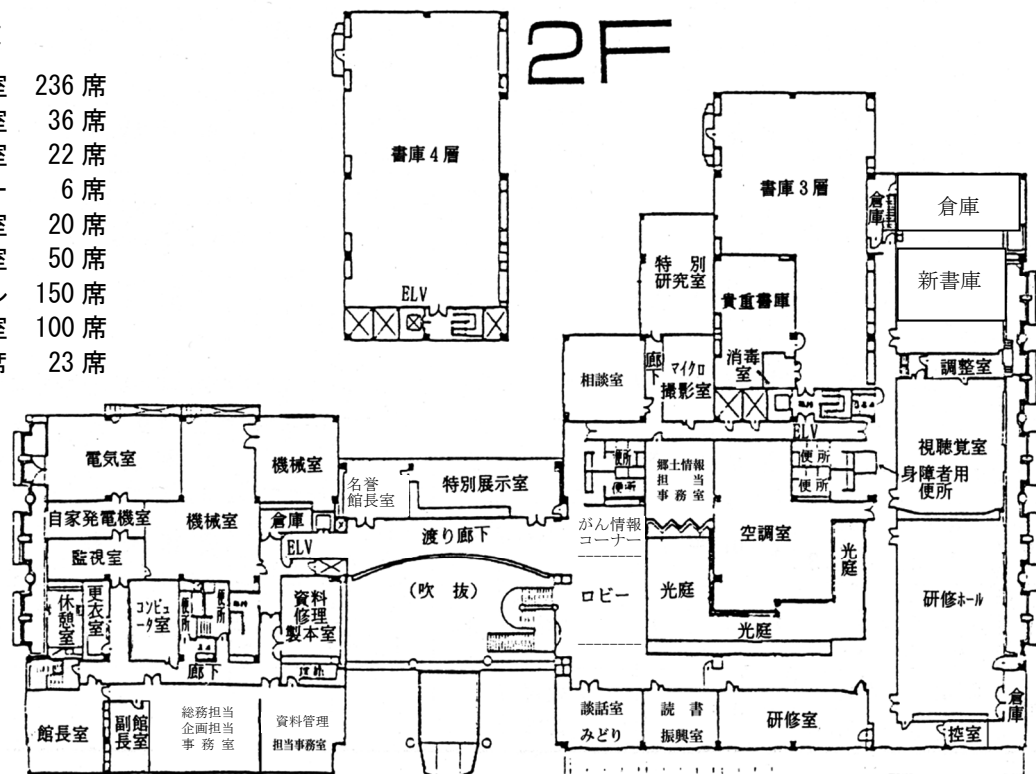 2F
室 236 席
室 36 席
室 22 席
ー 6 席
室 20 席
室 50 席
ル 150 席
室 100 席
席 23 席
書庫4層
ELV
書庫3層
倉庫
倉庫
新書庫
特別
研究室
貴重書庫
消毒
室
相談室
廊下
マイクロ
撮影室
ELV
調整室
視聴覚室
身障者用
便所
便所
便所
郷土情報
担当
事務室
便所
便所
空調室
光庭
光庭
光庭
研修ホール
倉庫
控室
電気室
機械室
名誉
館長室
特別展示室
自家発電機室
機械室
倉庫
ELV
渡り廊下
がん情報
コーナー
監視室
休憩室
更衣室
コンピュ
ータ室
便所
便所
資料
修理
製本室
(吹抜)
ロビー
廊下
館長室
副館長室
総務担当
企画担当
事務室
資料管理
担当事務室
談話室
みどり
読書
振興室
研修室